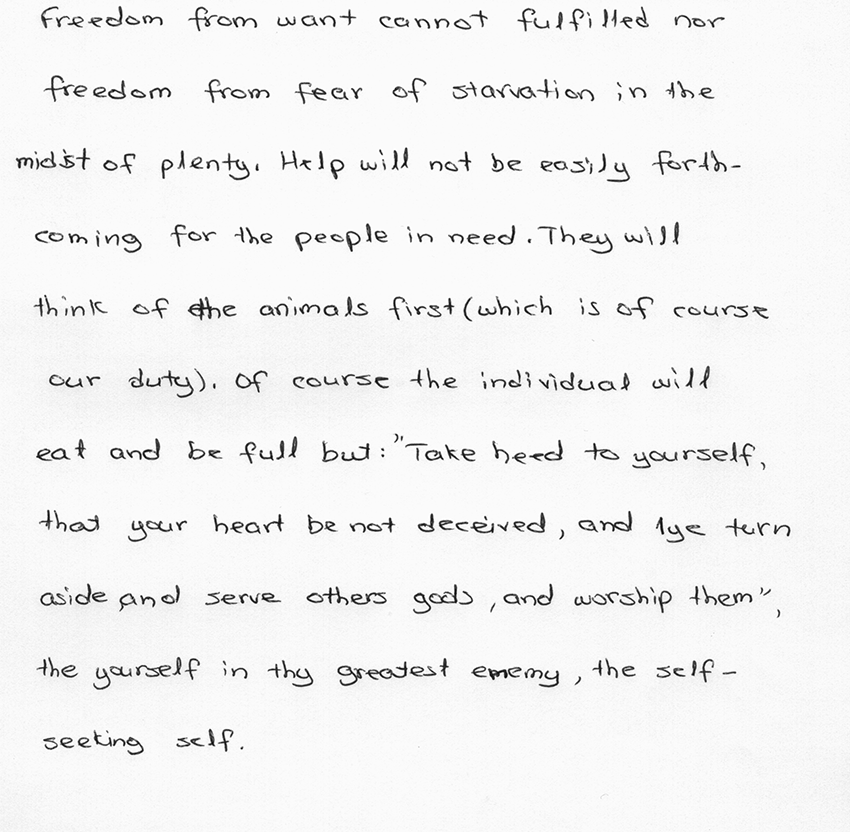 Freedom from want cannot fulfilled nor
freedom from fear of starvation in the
midst of plenty. Help will not be easily forth-
coming for the people in need. They will
think of the animals first (which is of course
our duty). Of course the individual will
eat and be full but: "Take heed to yourself,
that your heart be not deceived, and lye turn
aside and serve others gods, and worship them",
the yourself in thy greatest enemy, the self-
seeking self.